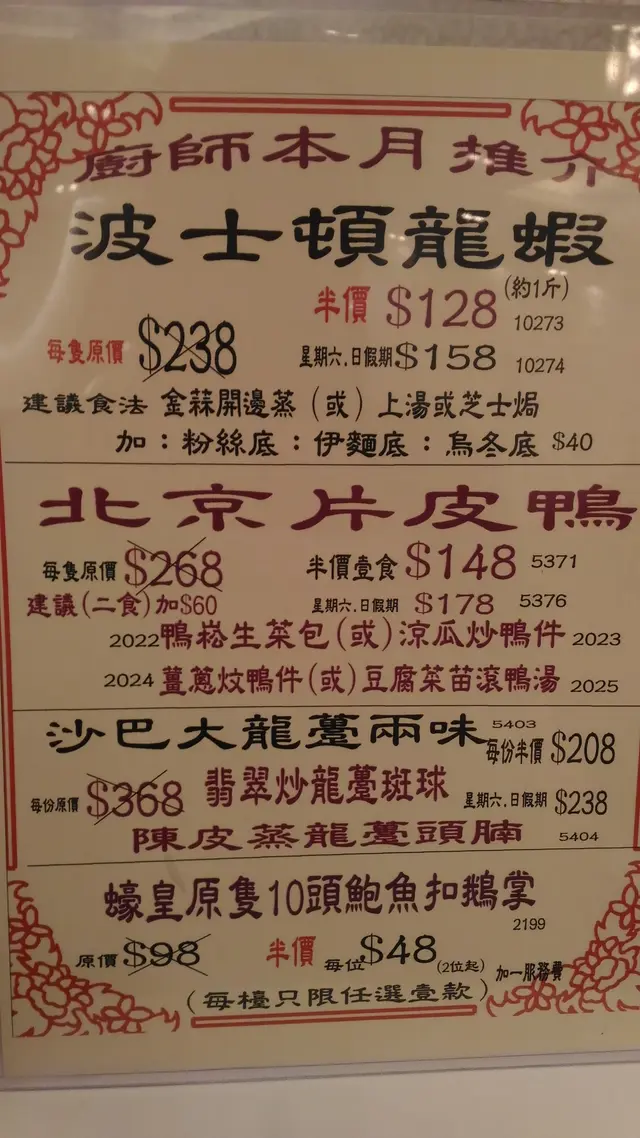 廚師本月推介
波士頓龍蝦
半價 $128 (約1斤) 10273
每隻原價 $238 星期六.日假期 $158 10274
建議食法 金蒜開邊蒸 (或) 上湯或芝士焗
加：粉絲底：伊麵底：烏冬底 $40
北京片皮鴨
每隻原價 $268 半價壹食 $148 5371
建議(二食)加$60 星期六.日假期 $178 5376
2022 鴨崧生菜包(或)涼瓜炒鴨件 2023
2024 薑蔥炆鴨件(或)豆腐菜苗滾鴨湯 2025
沙巴大龍躉兩味 5403 每份半價 $208
每份原價 $368 翡翠炒龍躉斑球 星期六.日假期 $238
陳皮蒸龍躉頭腩 5404
蠔皇原隻10頭鮑魚扣鵝掌
2199
原價 $98 半價 每位 $48 (2位起) 加一服務費
(每檯只限任選壹款)